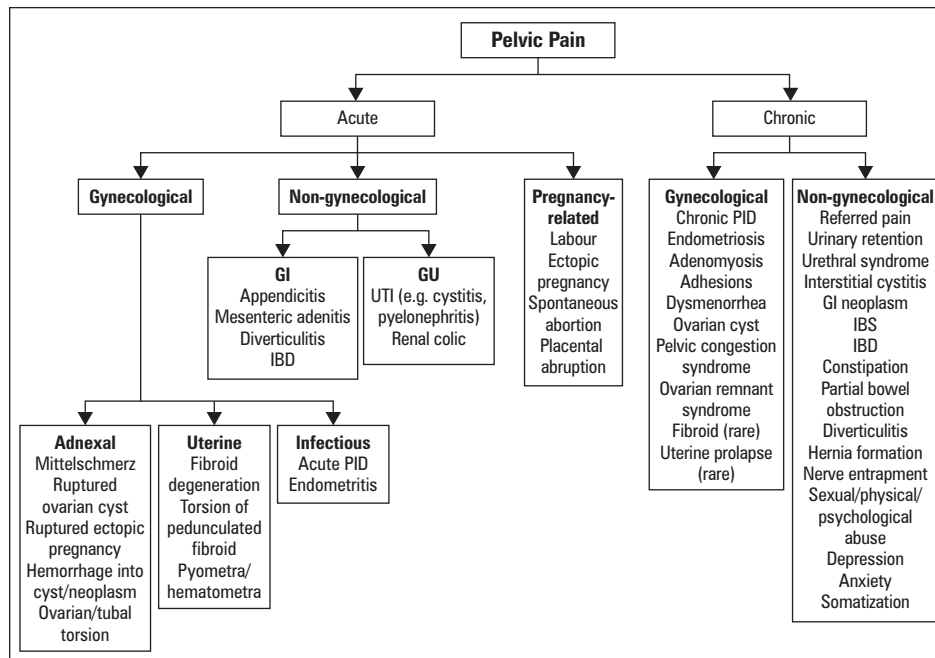 Pelvic Pain
Acute
Chronic
Gynecological
Non-gynecological
Pregnancy-
related
Labour
Ectopic
pregnancy
Spontaneous
abortion
Placental
abruption
Gynecological
Chronic PID
Endometriosis
Adenomyosis
Adhesions
Dysmenorrhea
Ovarian cyst
Pelvic congestion
syndrome
Ovarian remnant
syndrome
Fibroid (rare)
Uterine prolapse
(rare)
Non-gynecological
Referred pain
Urinary retention
Urethral syndrome
Interstitial cystitis
GI neoplasm
IBS
IBD
Constipation
Partial bowel
obstruction
Diverticulitis
Hernia formation
Nerve entrapment
Sexual/physical/
psychological
abuse
Depression
Anxiety
Somatization
GI
Appendicitis
Mesenteric adenitis
Diverticulitis
IBD
GU
UTI (e.g. cystitis,
pyelonephritis)
Renal colic
Adnexal
Mittelschmerz
Ruptured
ovarian cyst
Ruptured ectopic
pregnancy
Hemorrhage into
cyst/neoplasm
Ovarian/tubal
torsion
Uterine
Fibroid
degeneration
Torsion of
pedunculated
fibroid
Pyometra/
hematometra
Infectious
Acute PID
Endometritis